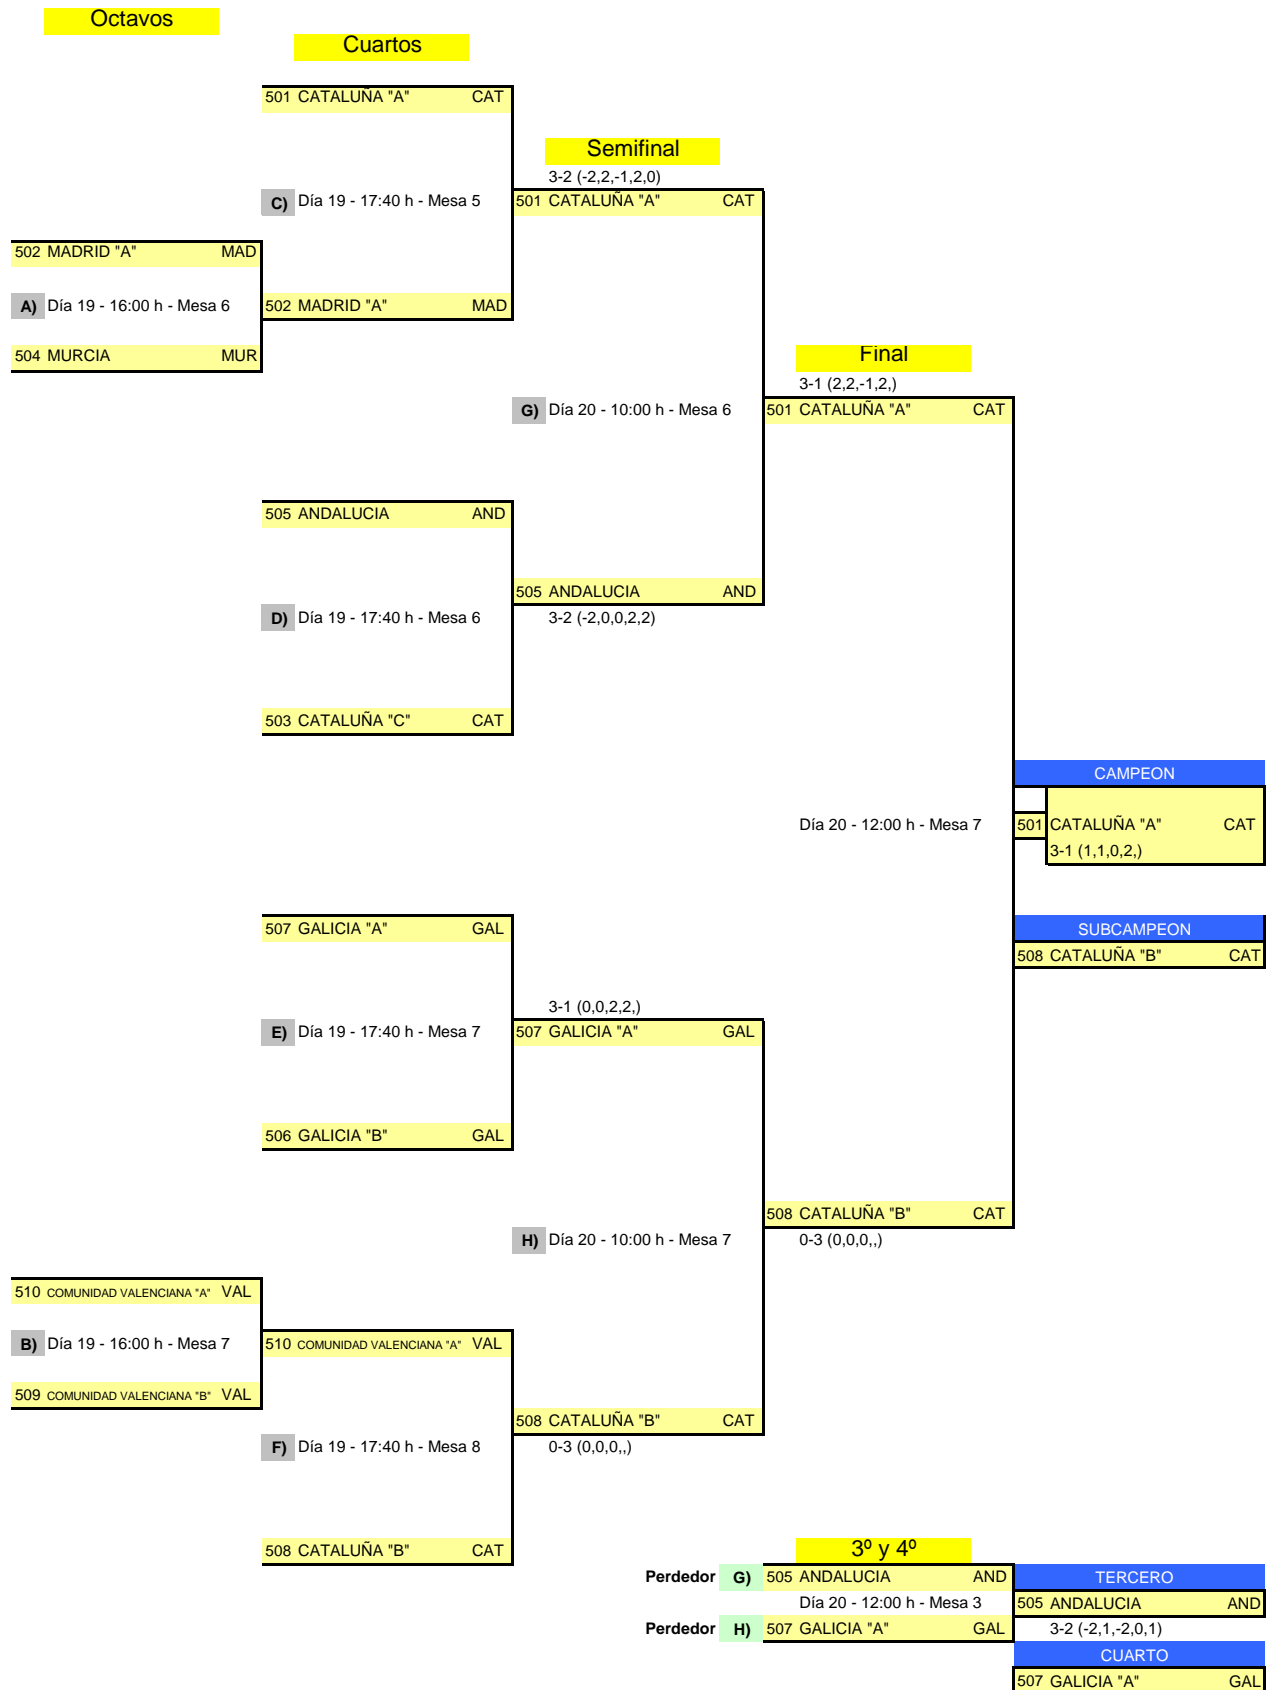 Octavos
Cuartos
501 CATALUÑA "A" CAT
Semifinal
3-2 (-2,2,-1,2,0)
C) Día 19 - 17:40 h - Mesa 5
501 CATALUÑA "A" CAT
502 MADRID "A" MAD
A) Día 19 - 16:00 h - Mesa 6
502 MADRID "A" MAD
504 MURCIA MUR
Final
3-1 (2,2,-1,2,)
G) Día 20 - 10:00 h - Mesa 6
501 CATALUÑA "A" CAT
505 ANDALUCIA AND
505 ANDALUCIA AND
D) Día 19 - 17:40 h - Mesa 6
3-2 (-2,0,0,2,2)
503 CATALUÑA "C" CAT
CAMPEON
Día 20 - 12:00 h - Mesa 7
501 CATALUÑA "A" CAT
3-1 (1,1,0,2,)
507 GALICIA "A" GAL
SUBCAMPEON
508 CATALUÑA "B" CAT
3-1 (0,0,2,2,)
E) Día 19 - 17:40 h - Mesa 7
507 GALICIA "A" GAL
506 GALICIA "B" GAL
508 CATALUÑA "B" CAT
H) Día 20 - 10:00 h - Mesa 7
0-3 (0,0,0,,)
510 COMUNIDAD VALENCIANA "A" VAL
B) Día 19 - 16:00 h - Mesa 7
510 COMUNIDAD VALENCIANA "A" VAL
509 COMUNIDAD VALENCIANA "B" VAL
508 CATALUÑA "B" CAT
F) Día 19 - 17:40 h - Mesa 8
0-3 (0,0,0,,)
508 CATALUÑA "B" CAT
3º y 4º
Perdedor G) 505 ANDALUCIA AND
TERCERO
Día 20 - 12:00 h - Mesa 3
505 ANDALUCIA AND
Perdedor H) 507 GALICIA "A" GAL
3-2 (-2,1,-2,0,1)
CUARTO
507 GALICIA "A" GAL